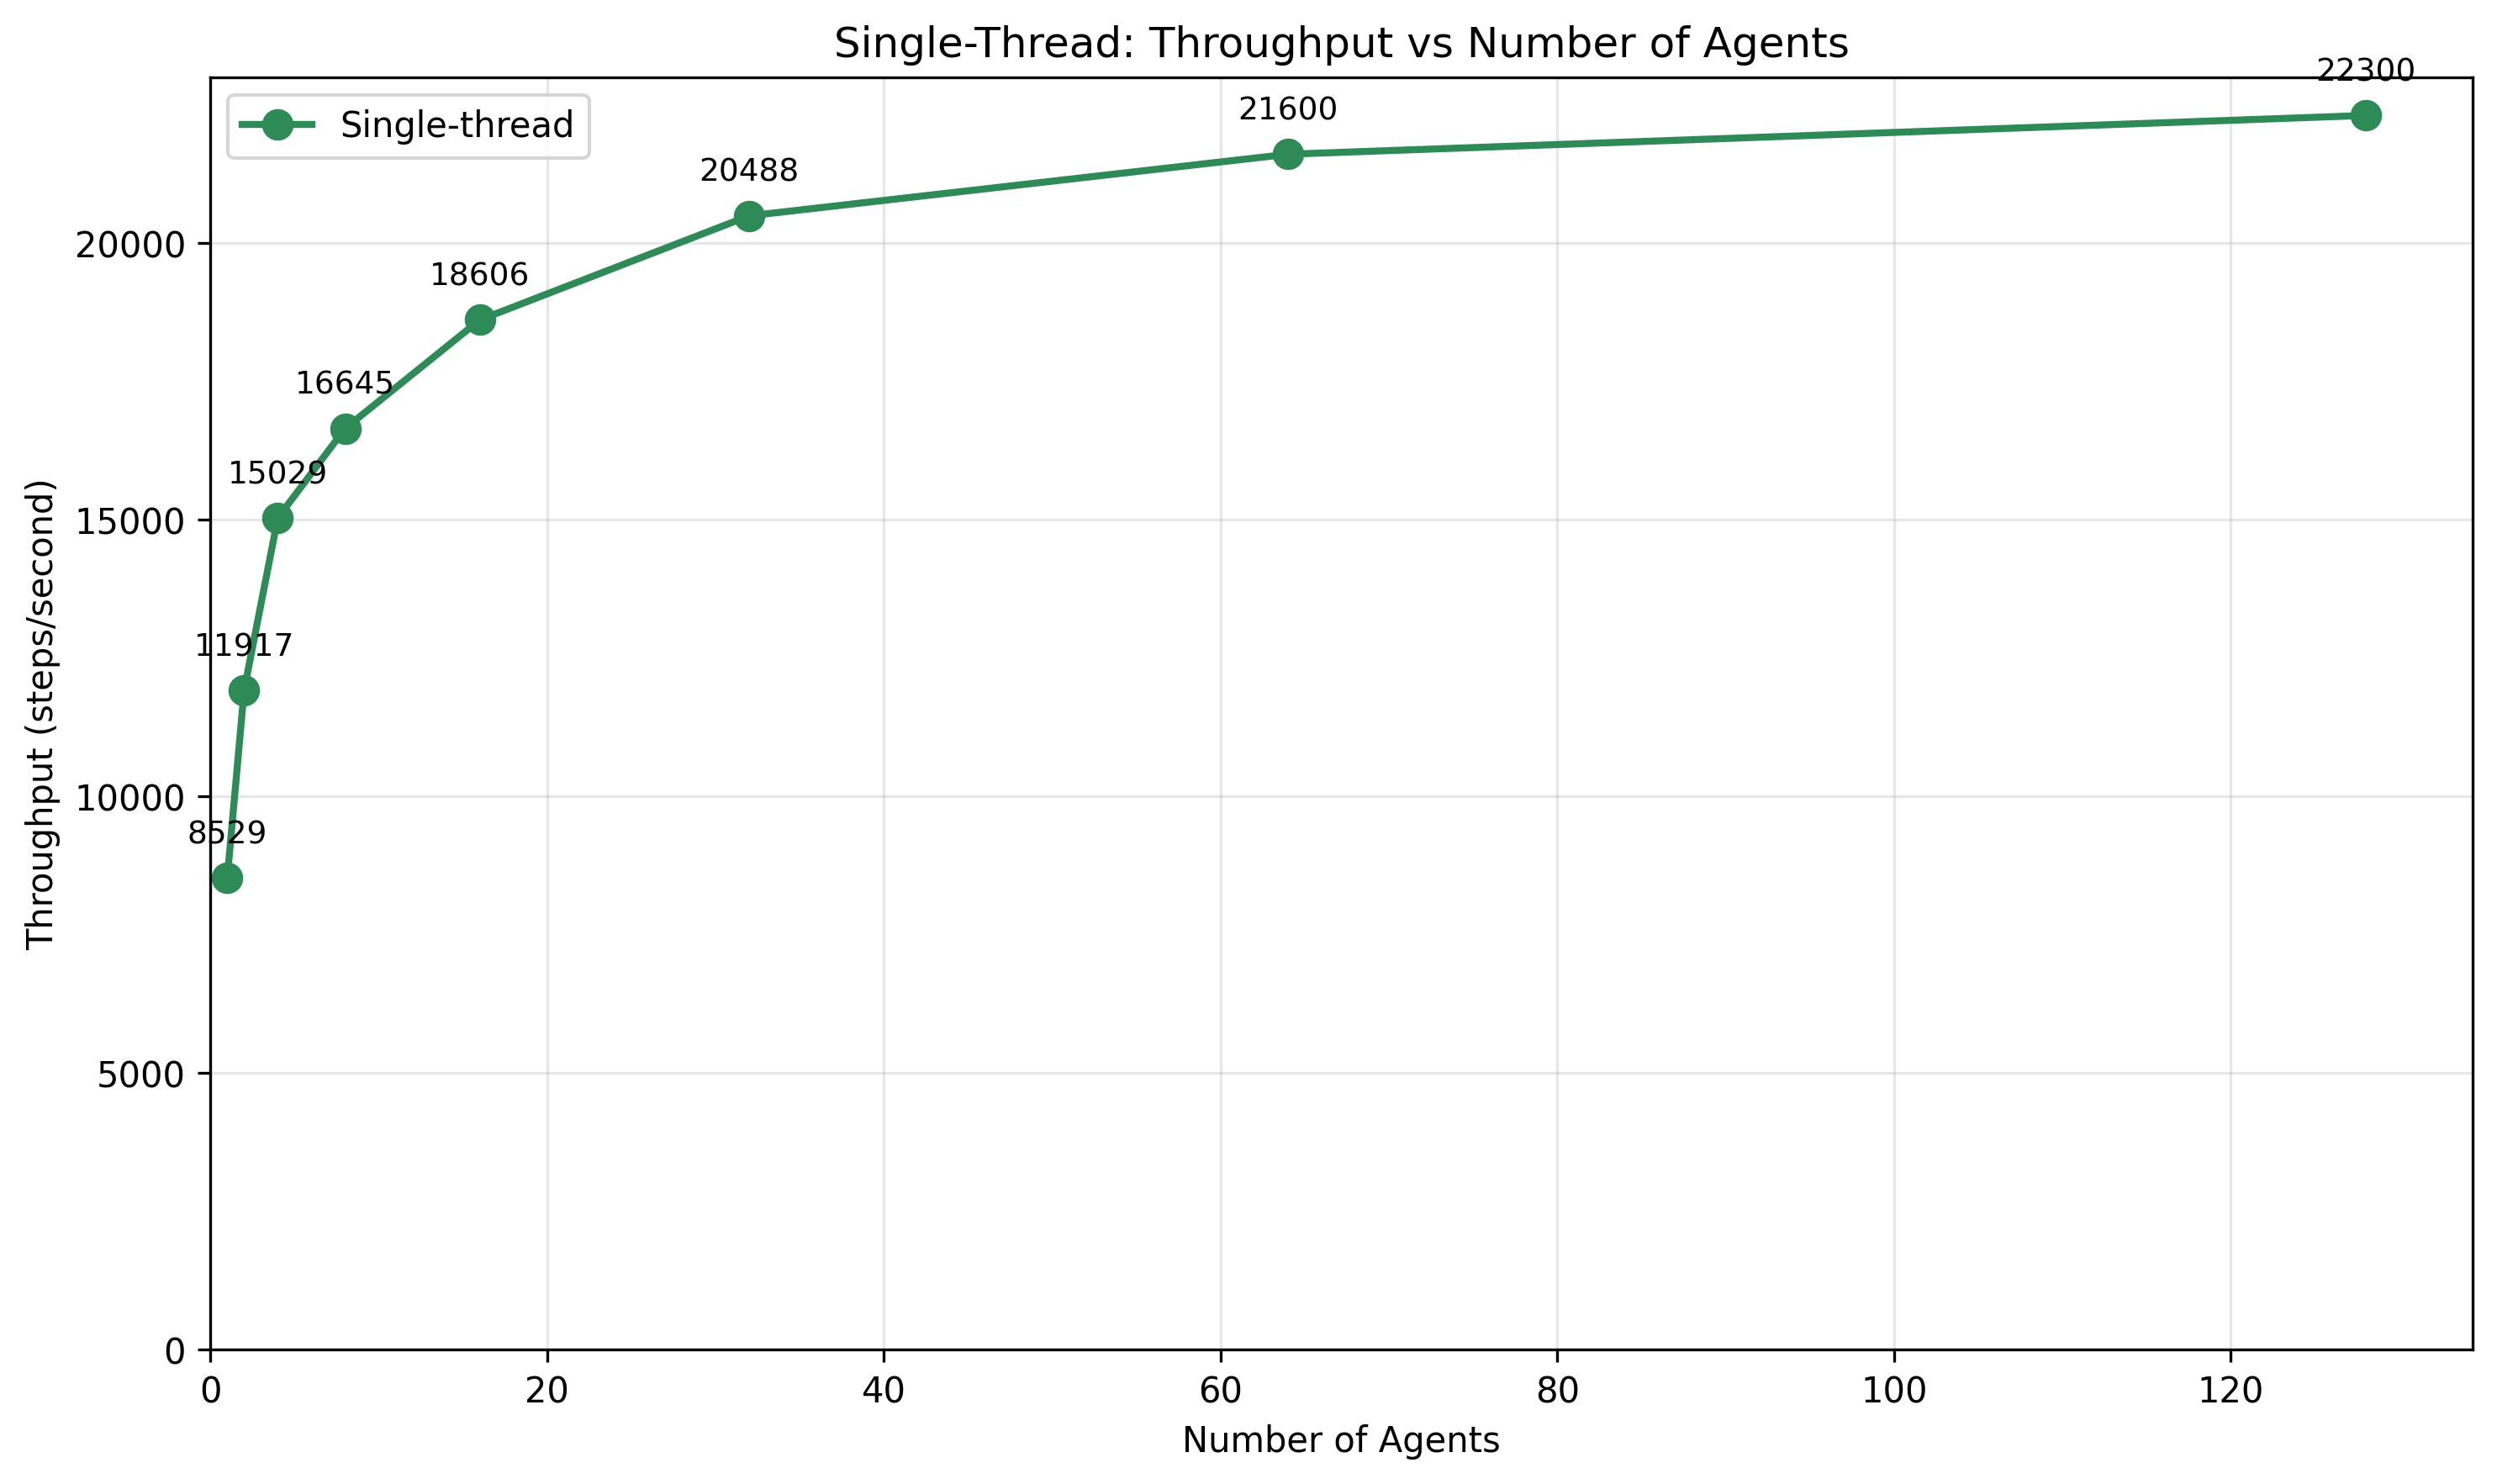 Single-Thread: Throughput vs Number of Agents
22300
21600
Single-thread
20488
20000
18606
16645
15029
15000
11917
10000
8529
5000
0
Throughput (steps/second)
0 20 40 60 80 100 120
Number of Agents